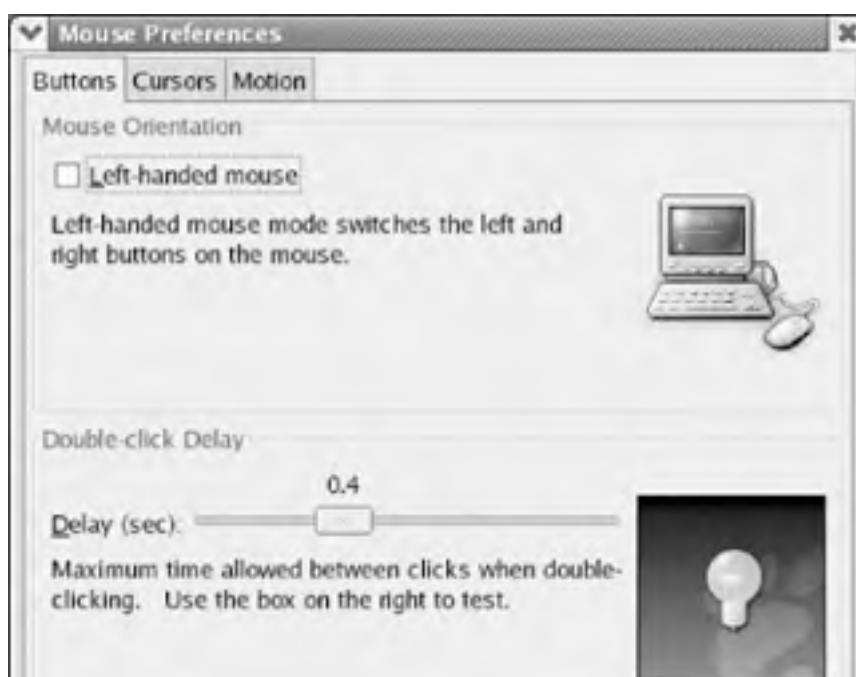 Mouse Preferences
Buttons Cursors Motion
Mouse Orientation
Left-handed mouse
Left-handed mouse mode switches the left and
right buttons on the mouse.
Double-click Delay
0.4
Delay (sec):
Maximum time allowed between clicks when double-
clicking. Use the box on the right to test.